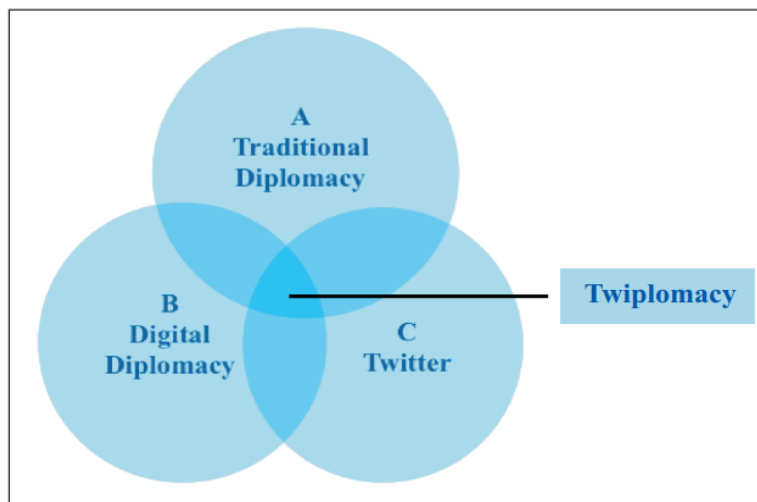 A
Traditional
Diplomacy
B
Digital
Diplomacy
C
Twitter
Twiplomacy